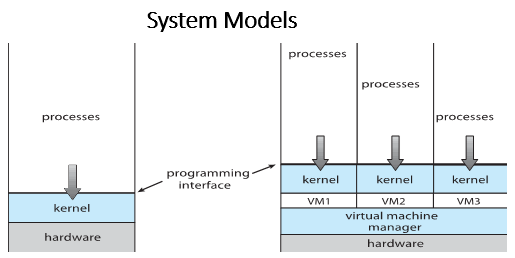 System Models
processes
processes
processes
processes
programming
interface
kernel
kernel
kernel
kernel
VM1
VM2
VM3
virtual machine
manager
hardware
hardware